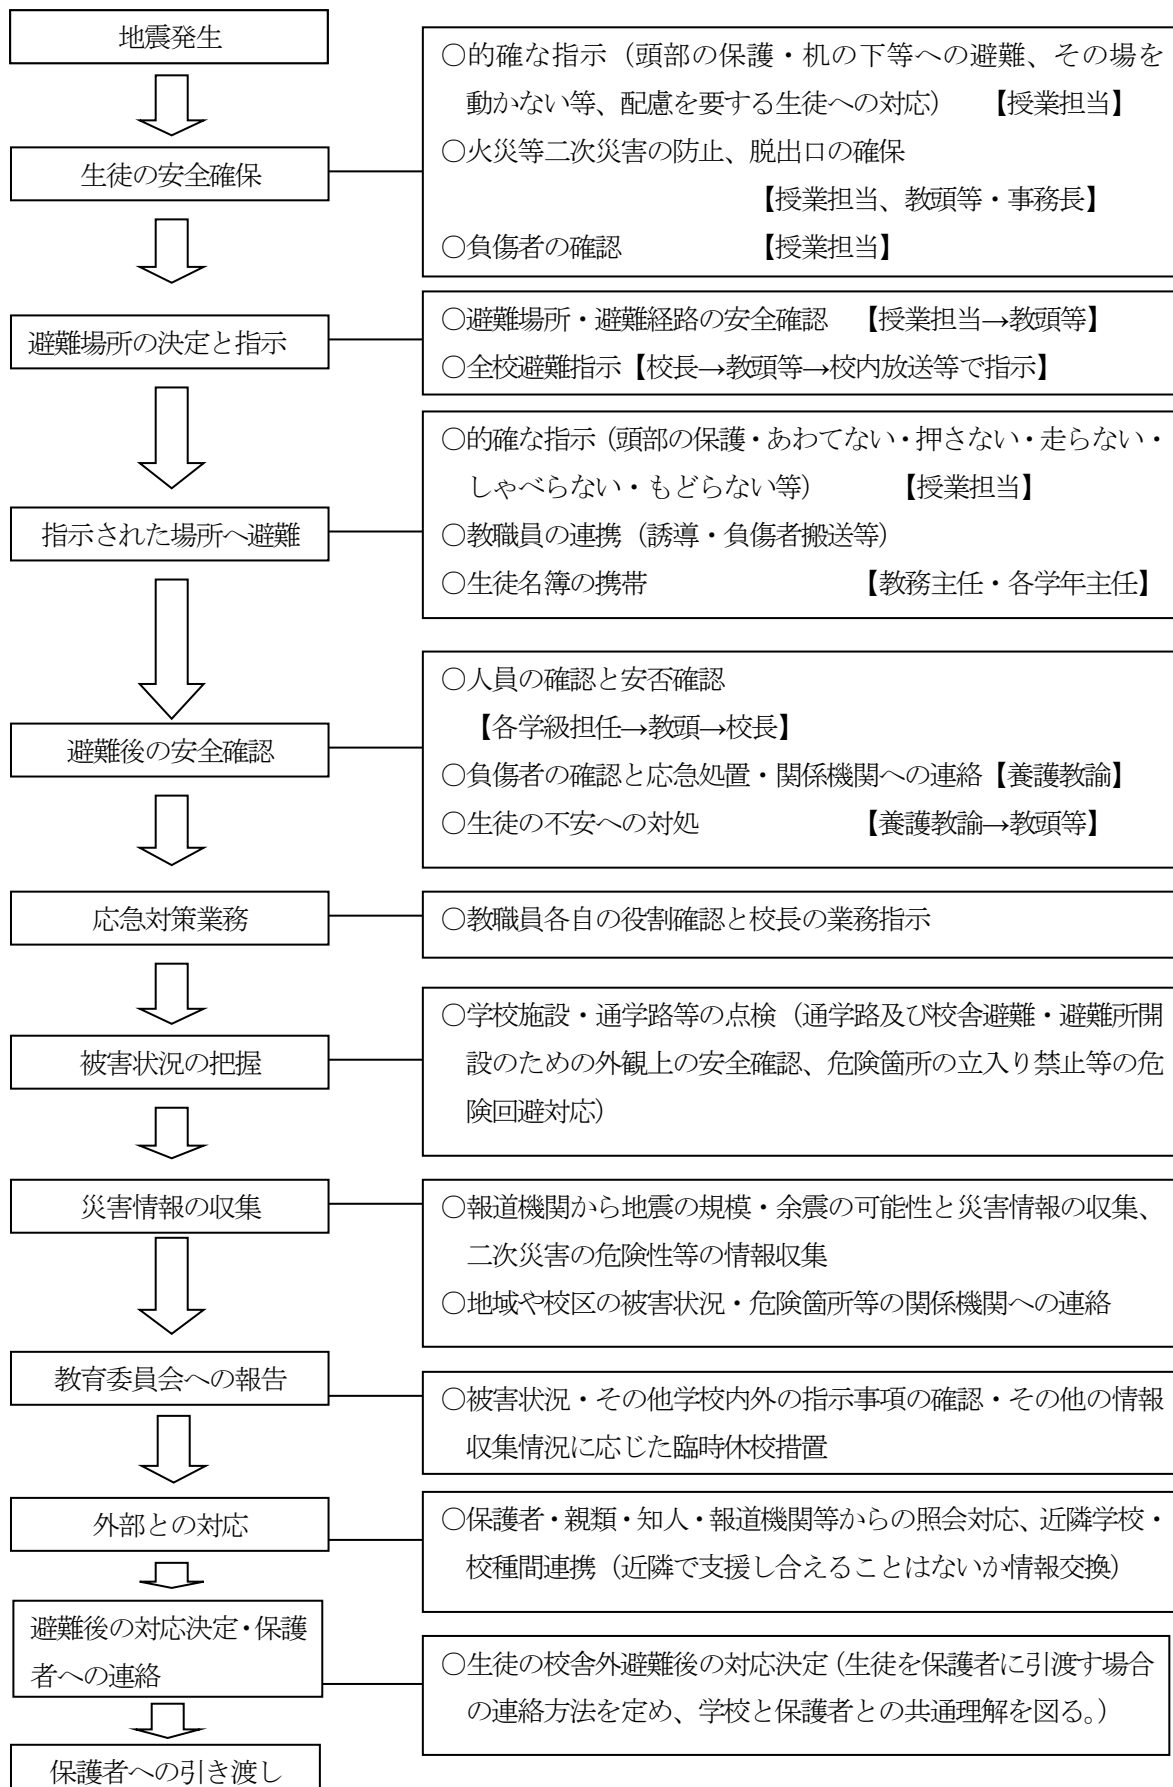 地震発生
○的確な指示（頭部の保護・机の下等への避難、その場を
動かない等、配慮を要する生徒への対応）　【授業担当】
○火災等二次災害の防止、脱出口の確保
【授業担当、教頭等・事務長】
○負傷者の確認　【授業担当】
生徒の安全確保
避難場所の決定と指示
○避難場所・避難経路の安全確認　【授業担当→教頭等】
○全校避難指示【校長→教頭等→校内放送等で指示】
指示された場所へ避難
○的確な指示（頭部の保護・あわてない・押さない・走らない・
しゃべらない・もどらない等）　【授業担当】
○教職員の連携（誘導・負傷者搬送等）
○生徒名簿の携帯　【教務主任・各学年主任】
避難後の安全確認
○人員の確認と安否確認
【各学級担任→教頭→校長】
○負傷者の確認と応急処置・関係機関への連絡【養護教諭】
○生徒の不安への対処　【養護教諭→教頭等】
応急対策業務
○教職員各自の役割確認と校長の業務指示
被害状況の把握
○学校施設・通学路等の点検（通学路及び校舎避難・避難所開
設のための外観上の安全確認、危険箇所の立入り禁止等の危
険回避対応）
災害情報の収集
○報道機関から地震の規模・余震の可能性と災害情報の収集、
二次災害の危険性等の情報収集
○地域や校区の被害状況・危険箇所等の関係機関への連絡
教育委員会への報告
○被害状況・その他学校内外の指示事項の確認・その他の情報
収集情況に応じた臨時休校措置
外部との対応
○保護者・親類・知人・報道機関等からの照会対応、近隣学校・
校種間連携（近隣で支援し合えることはないか情報交換）
避難後の対応決定・保護
者への連絡
○生徒の校舎外避難後の対応決定（生徒を保護者に引渡す場合
の連絡方法を定め、学校と保護者との共通理解を図る。）
保護者への引き渡し